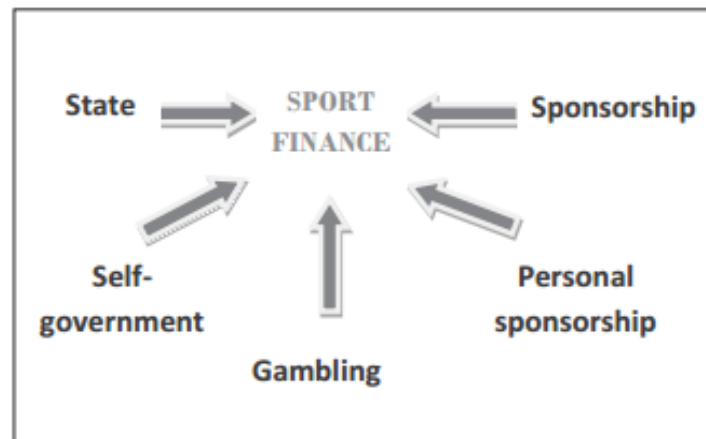 State
SPORT
FINANCE
Sponsorship
Self-
government
Personal
sponsorship
Gambling